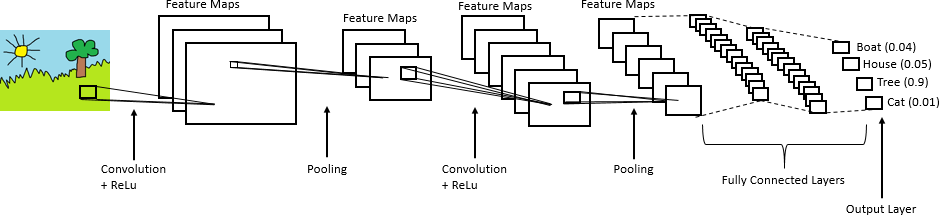 Feature Maps
Feature Maps
Feature Maps
Feature Maps
Boat (0.04)
House (0.05)
Tree (0.9)
Cat (0.01)
Convolution
+ ReLu
Pooling
Convolution
+ ReLu
Pooling
Fully Connected Layers
Output Layer